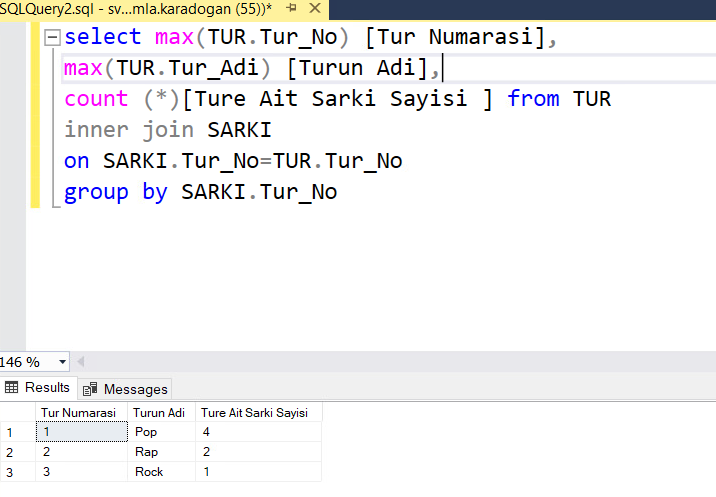 SQLQuery2.sql - sv...mla.karadogan (55))*
select max(TUR.Tur_No) [Tur Numarasi],
max(TUR.Tur_Adi) [Turun Adi],
count (*)[Ture Ait Sarki Sayisi ] from TUR
inner join SARKI
on SARKI.Tur_No=TUR.Tur_No
group by SARKI.Tur_No
146 %
Results Messages
Tur Numarasi Turun Adi Ture Ait Sarki Sayisi
1 1 Pop 4
2 2 Rap 2
3 3 Rock 1